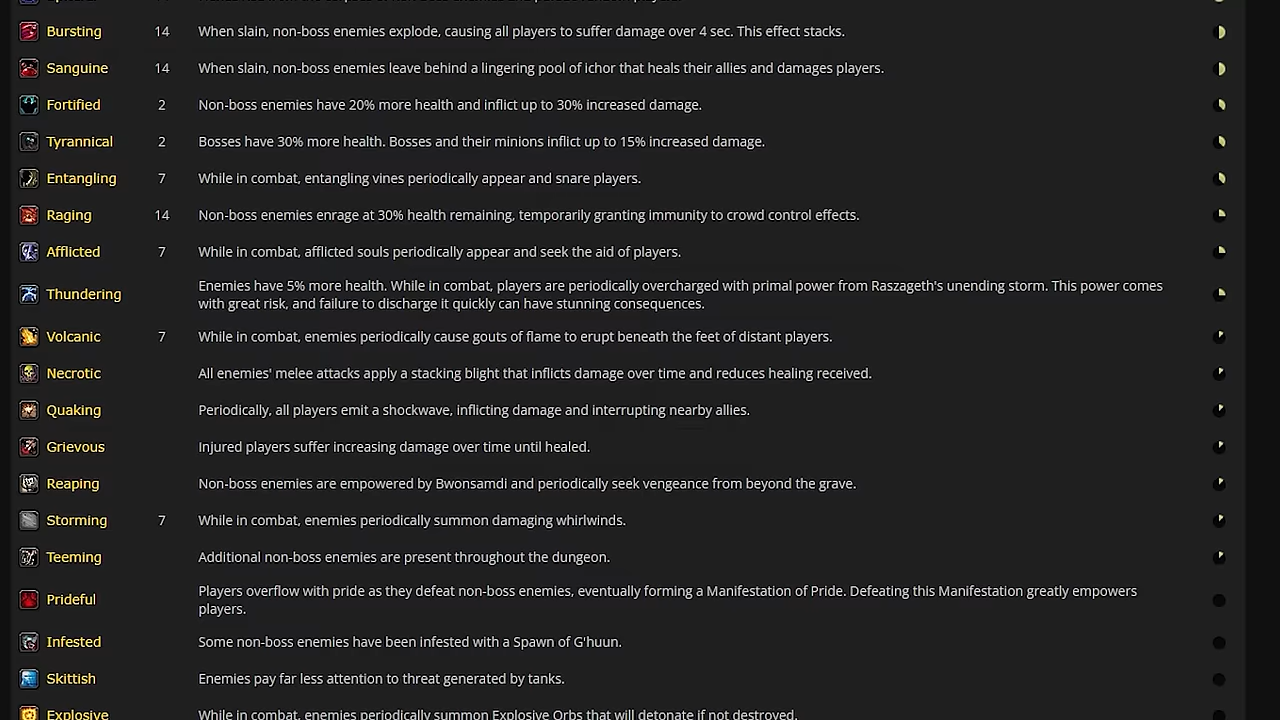 Bursting 14 When slain, non-boss enemies explode, causing all players to suffer damage over 4 sec. This effect stacks.
Sanguine 14 When slain, non-boss enemies leave behind a lingering pool of ichor that heals their allies and damages players.
Fortified 2 Non-boss enemies have 20% more health and inflict up to 30% increased damage.
Tyrannical 2 Bosses have 30% more health. Bosses and their minions inflict up to 15% increased damage.
Entangling 7 While in combat, entangling vines periodically appear and snare players.
Raging 14 Non-boss enemies enrage at 30% health remaining, temporarily granting immunity to crowd control effects.
Afflicted 7 While in combat, afflicted souls periodically appear and seek the aid of players.
Thundering Enemies have 5% more health. While in combat, players are periodically overcharged with primal power from Raszageth's unending storm. This power comes
with great risk, and failure to discharge it quickly can have stunning consequences.
Volcanic 7 While in combat, enemies periodically cause gouts of flame to erupt beneath the feet of distant players.
Necrotic All enemies' melee attacks apply a stacking blight that inflicts damage over time and reduces healing received.
Quaking Periodically, all players emit a shockwave, inflicting damage and interrupting nearby allies.
Grievous Injured players suffer increasing damage over time until healed.
Reaping Non-boss enemies are empowered by Bwonsamdi and periodically seek vengeance from beyond the grave.
Storming 7 While in combat, enemies periodically summon damaging whirlwinds.
Teeming Additional non-boss enemies are present throughout the dungeon.
Prideful Players overflow with pride as they defeat non-boss enemies, eventually forming a Manifestation of Pride. Defeating this Manifestation greatly empowers
players.
Infested Some non-boss enemies have been infested with a Spawn of G'huun.
Skittish Enemies pay far less attention to threat generated by tanks.
Explosive While in combat, enemies periodically summon Explosive Orbs that will detonate if not destroyed.